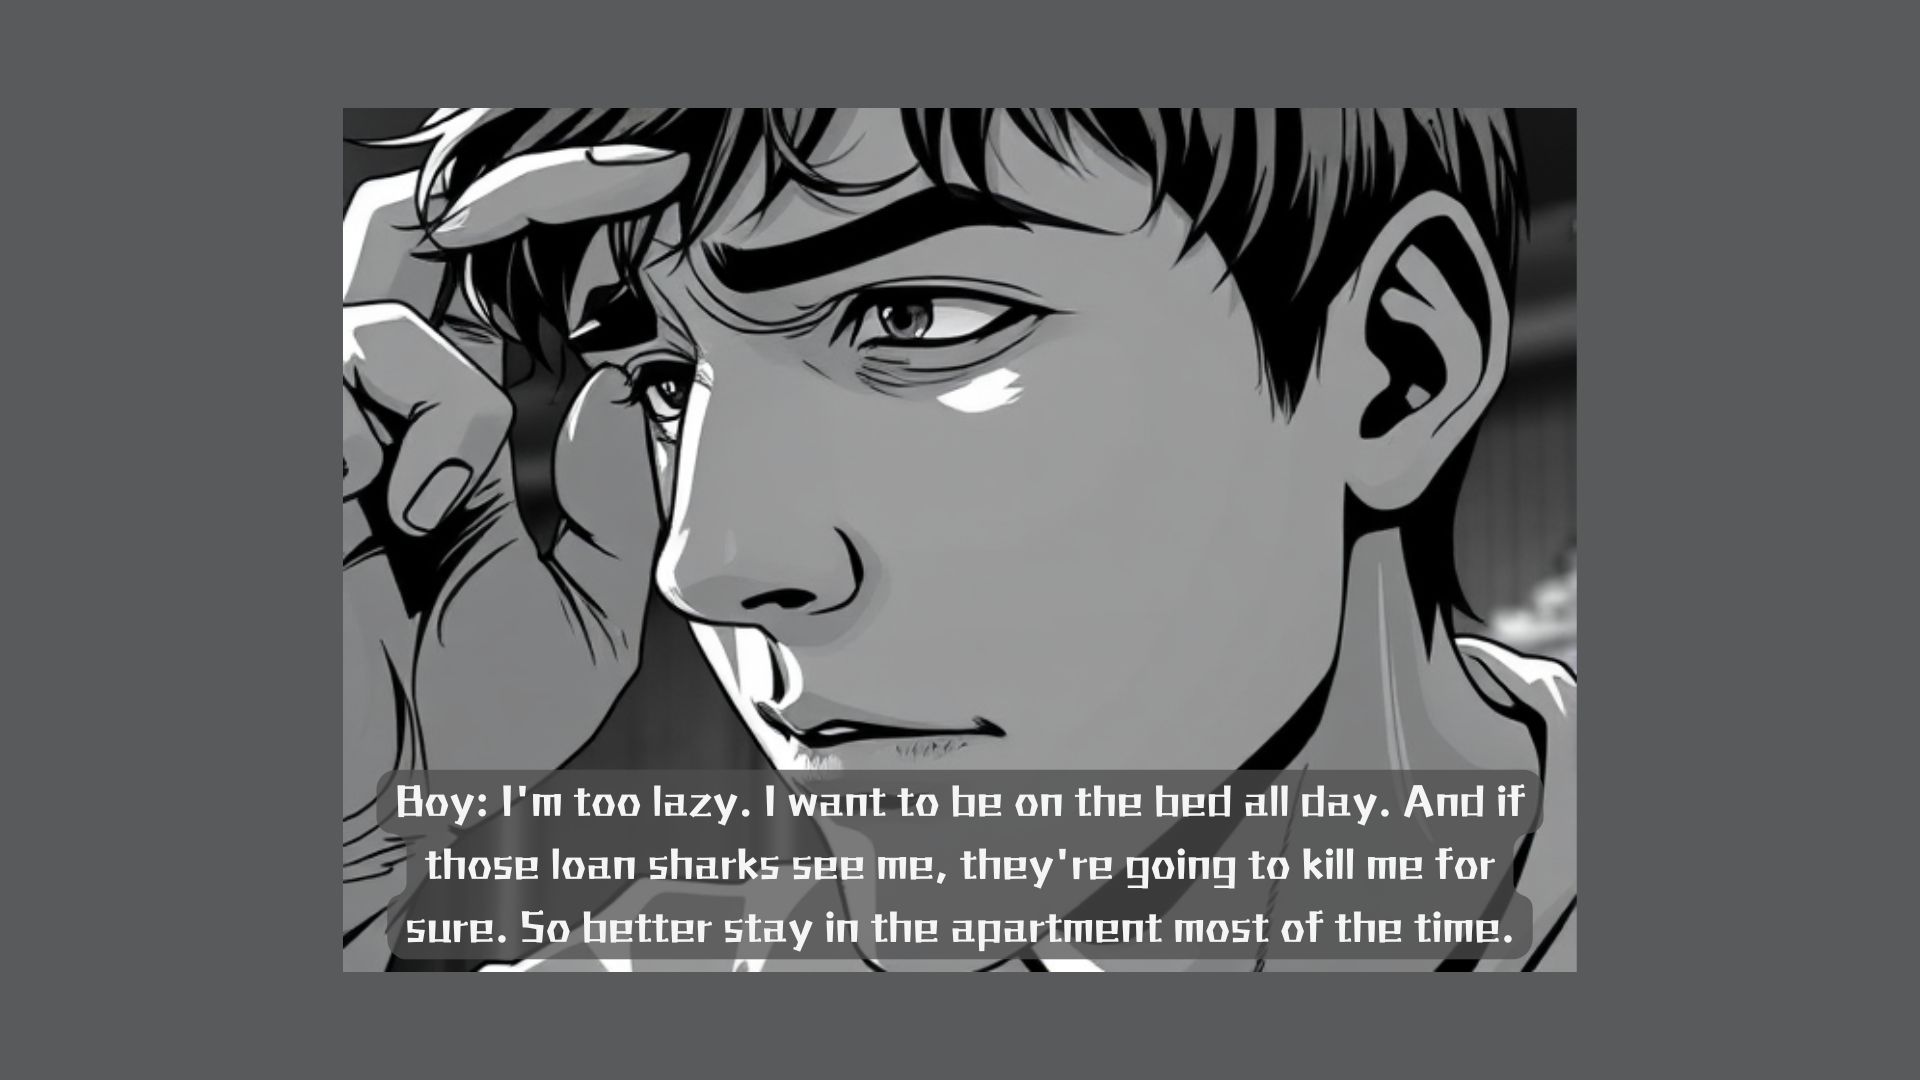 Boy: I'm too lazy. I want to be on the bed all day. And if
those loan sharks see me, they're going to kill me for
sure. So better stay in the apartment most of the time.